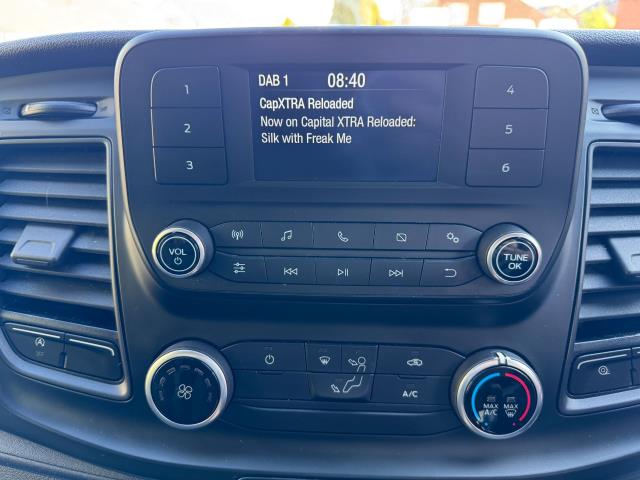 DAB 1 08:40
CapXTRA Reloaded
Now on Capital XTRA Reloaded:
Silk with Freak Me
1
2
3
4
5
6
VOL
TUNE
OK
OFF
A/C
MAX MAX
A/C